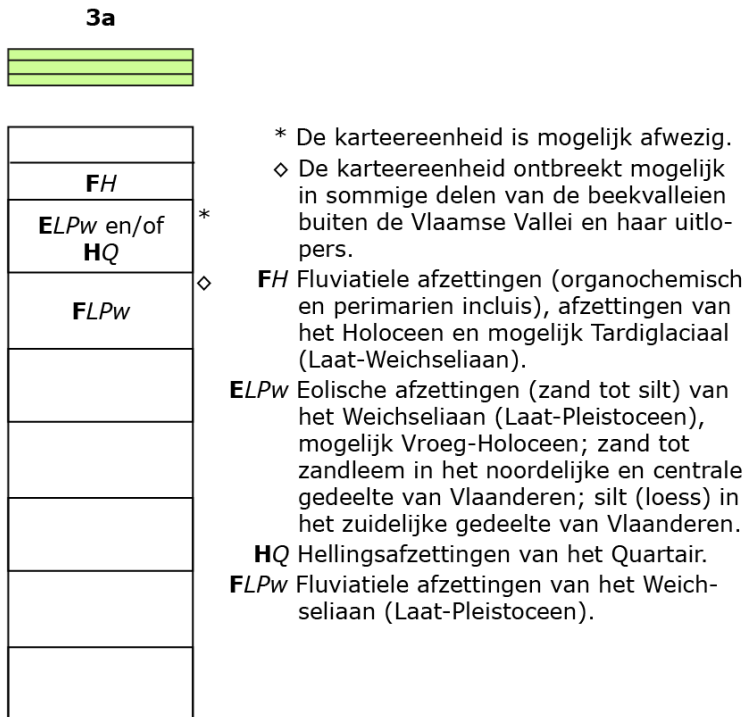 3a
FH
ELPw en/of *
HQ
◇
FLPw
* De karteereenheid is mogelijk afwezig.
◇ De karteereenheid ontbreekt mogelijk
in sommige delen van de beekvalleien
buiten de Vlaamse Vallei en haar uitlo-
pers.
FH Fluviatiele afzettingen (organochemisch
en perimarien incluis), afzettingen van
het Holoceen en mogelijk Tardiglaciaal
(Laat-Weichseliaan).
ELPw Eolische afzettingen (zand tot silt) van
het Weichseliaan (Laat-Pleistoceen),
mogelijk Vroeg-Holoceen; zand tot
zandleem in het noordelijke en centrale
gedeelte van Vlaanderen; silt (loess) in
het zuidelijke gedeelte van Vlaanderen.
HQ Hellingsafzettingen van het Quartair.
FLPw Fluviatiele afzettingen van het Weich-
seliaan (Laat-Pleistoceen).